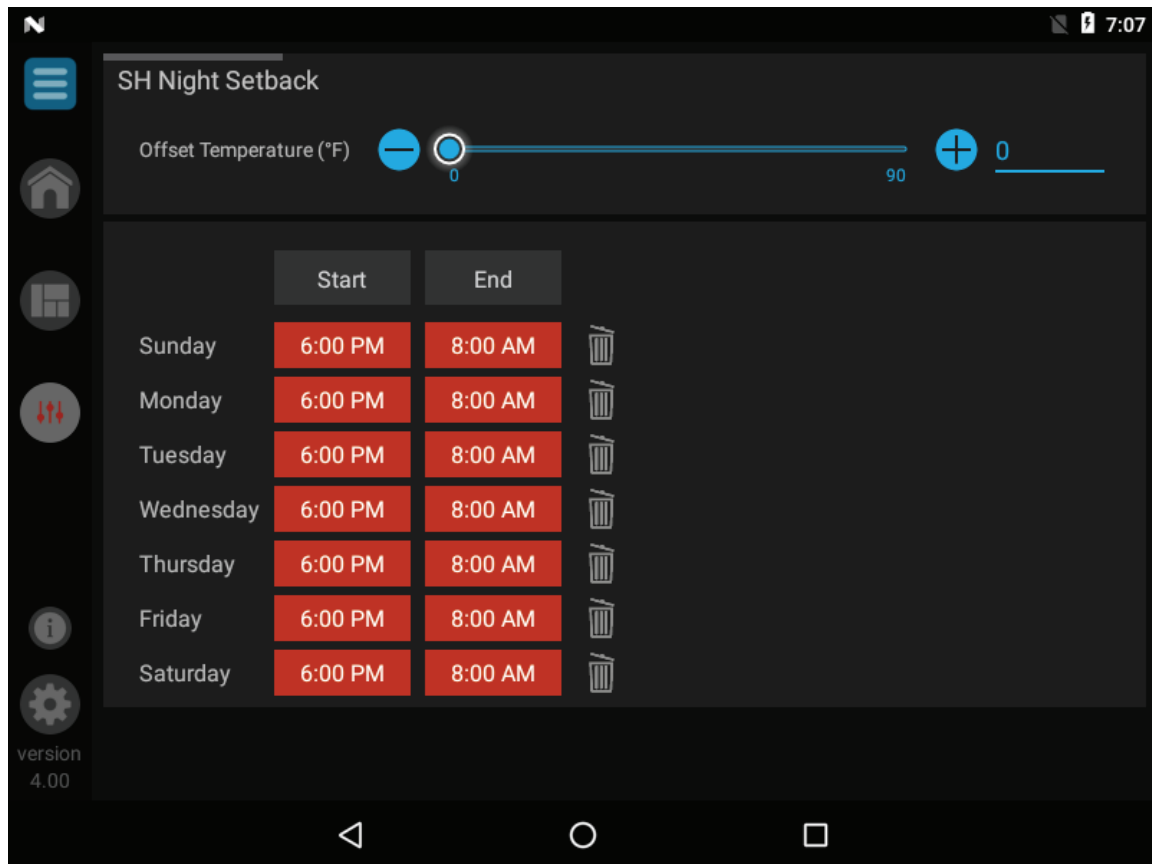 7:07
SH Night Setback
Offset Temperature (°F) 0 90 0
Start End
Sunday 6:00 PM 8:00 AM
Monday 6:00 PM 8:00 AM
Tuesday 6:00 PM 8:00 AM
Wednesday 6:00 PM 8:00 AM
Thursday 6:00 PM 8:00 AM
Friday 6:00 PM 8:00 AM
Saturday 6:00 PM 8:00 AM
version
4.00